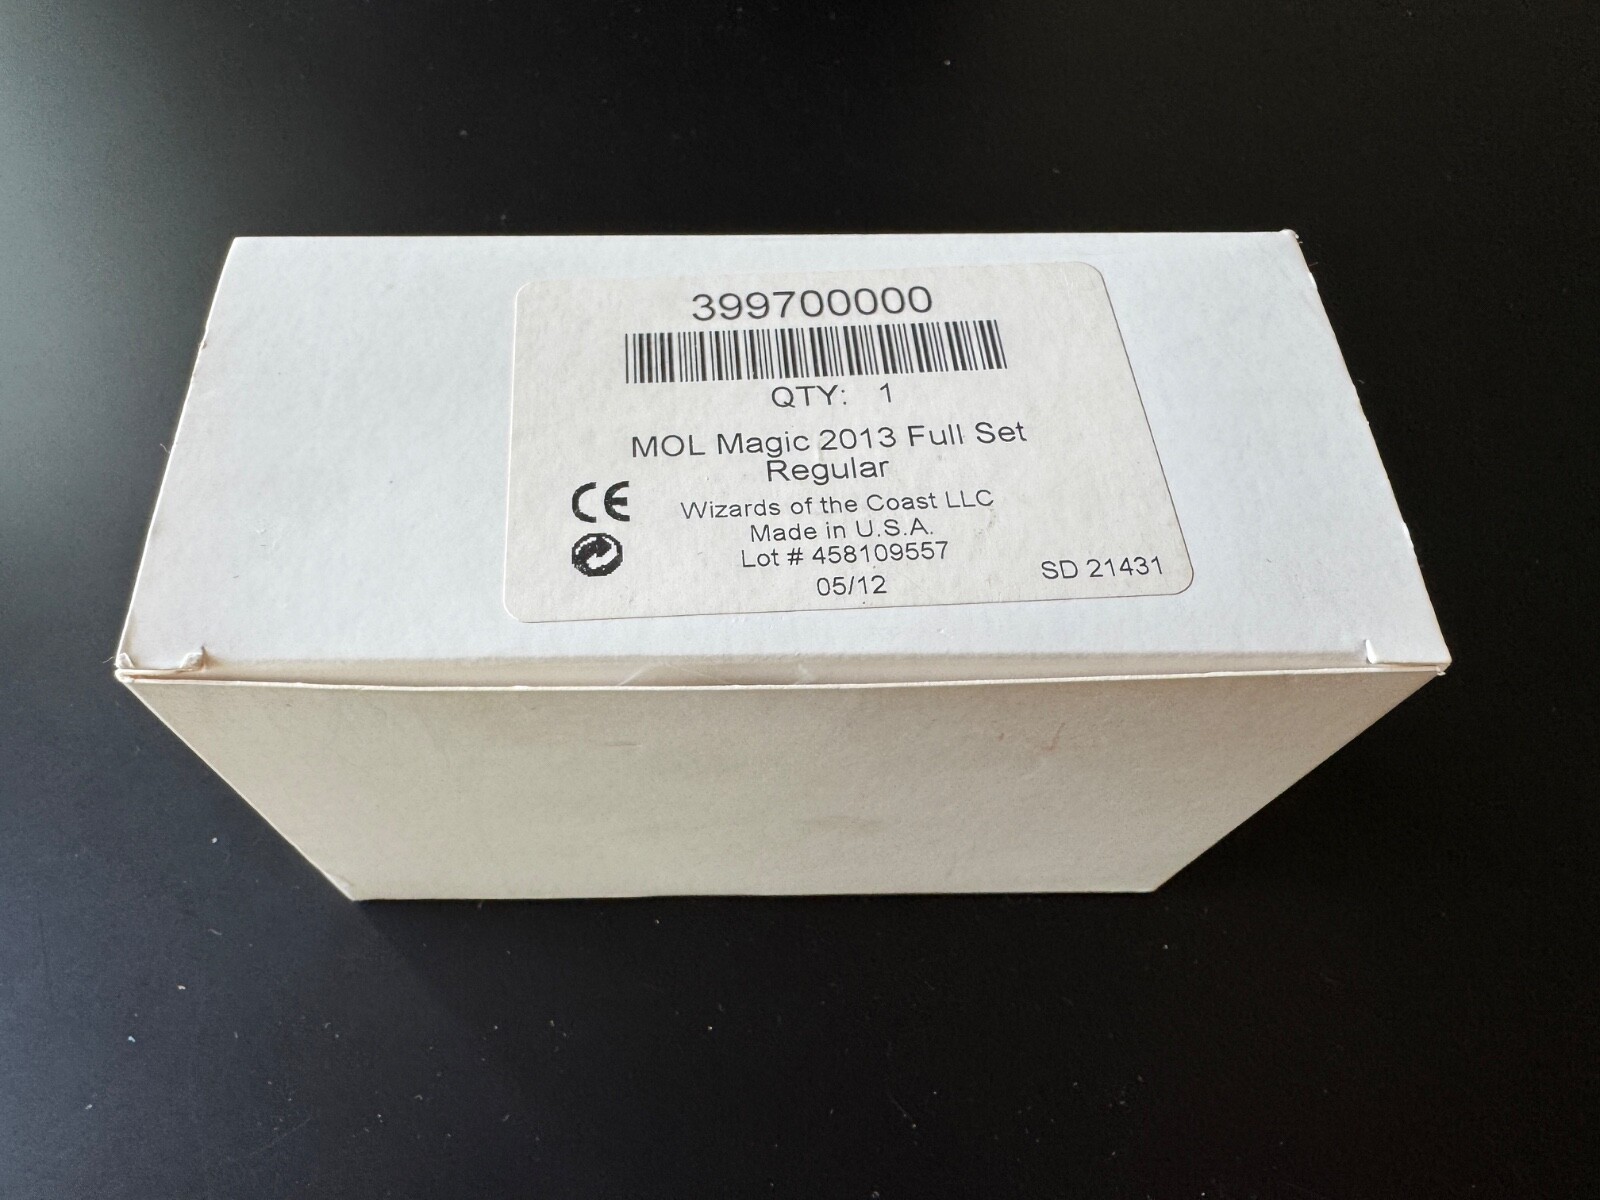 399700000
QTY: 1
MOL Magic 2013 Full Set
Regular
CE
Wizards of the Coast LLC
Made in U.S.A.
Lot # 458109557
05/12
SD 21431